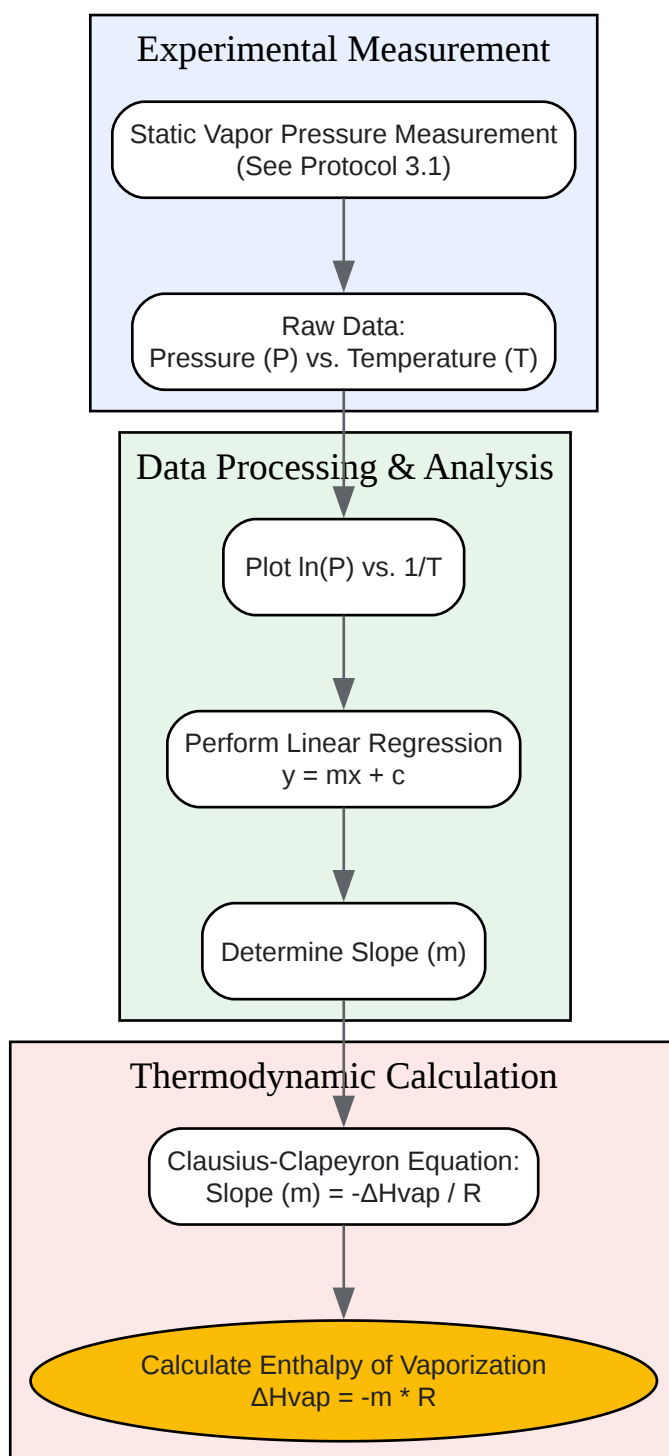 Experimental Measurement
Static Vapor Pressure Measurement
(See Protocol 3.1)
Raw Data:
Pressure (P) vs. Temperature (T)
Data Processing & Analysis
Plot ln(P) vs. 1/T
Perform Linear Regression
y = mx + c
Determine Slope (m)
Thermodynamic Calculation
Clausius-Clapeyron Equation:
Slope (m) = -ΔHvap / R
Calculate Enthalpy of Vaporization
ΔHvap = -m * R